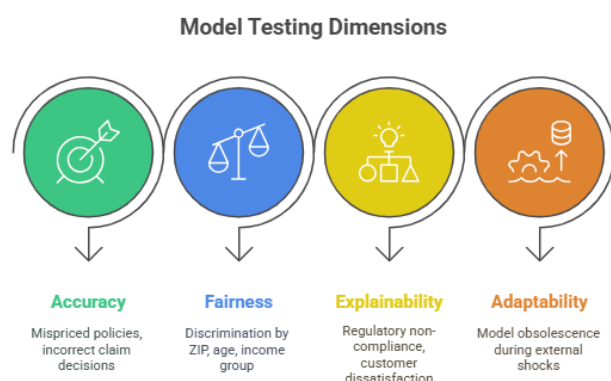 Model Testing Dimensions
Accuracy
Mispriced policies,
incorrect claim
decisions
Fairness
Discrimination by
ZIP, age, income
group
Explainability
Regulatory non-
compliance,
customer
dissatisfaction
Adaptability
Model obsolescence
during external
shocks